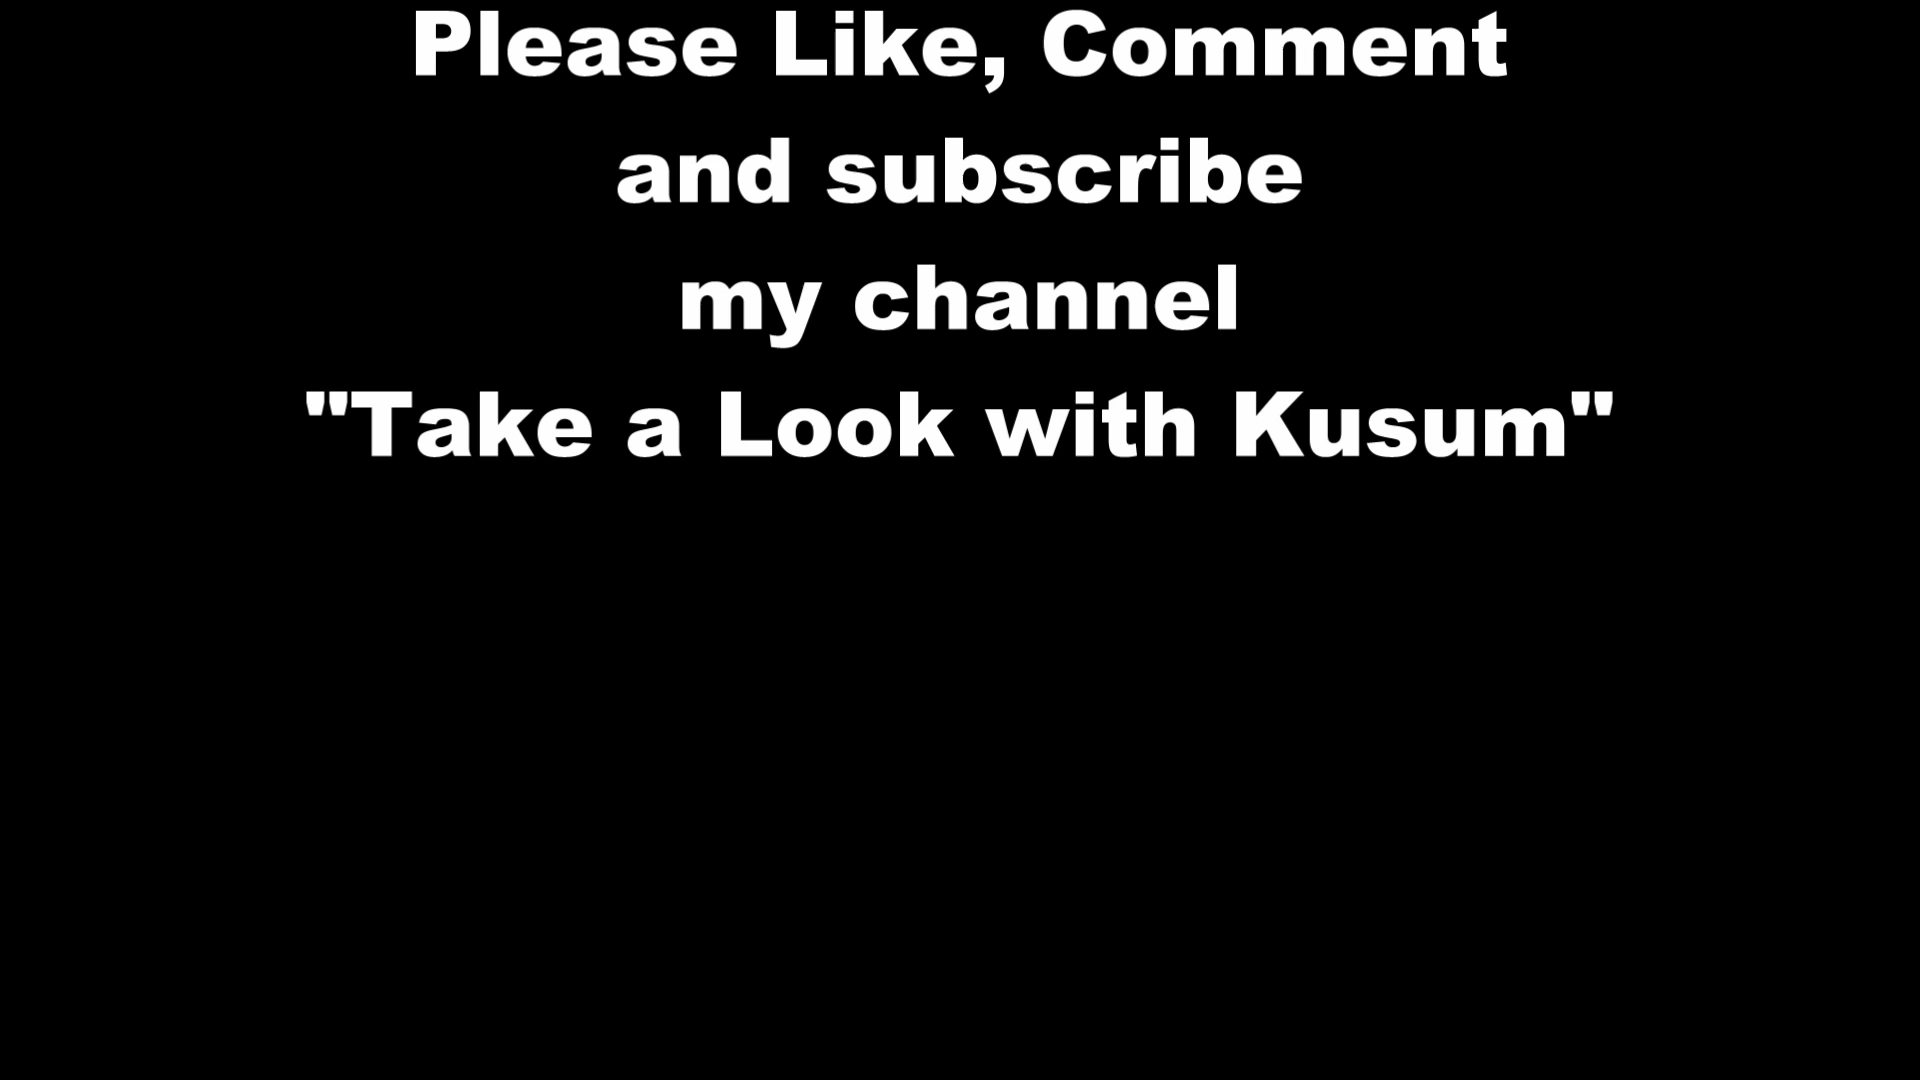 Please Like, Comment
and subscribe
my channel
"Take a Look with Kusum"